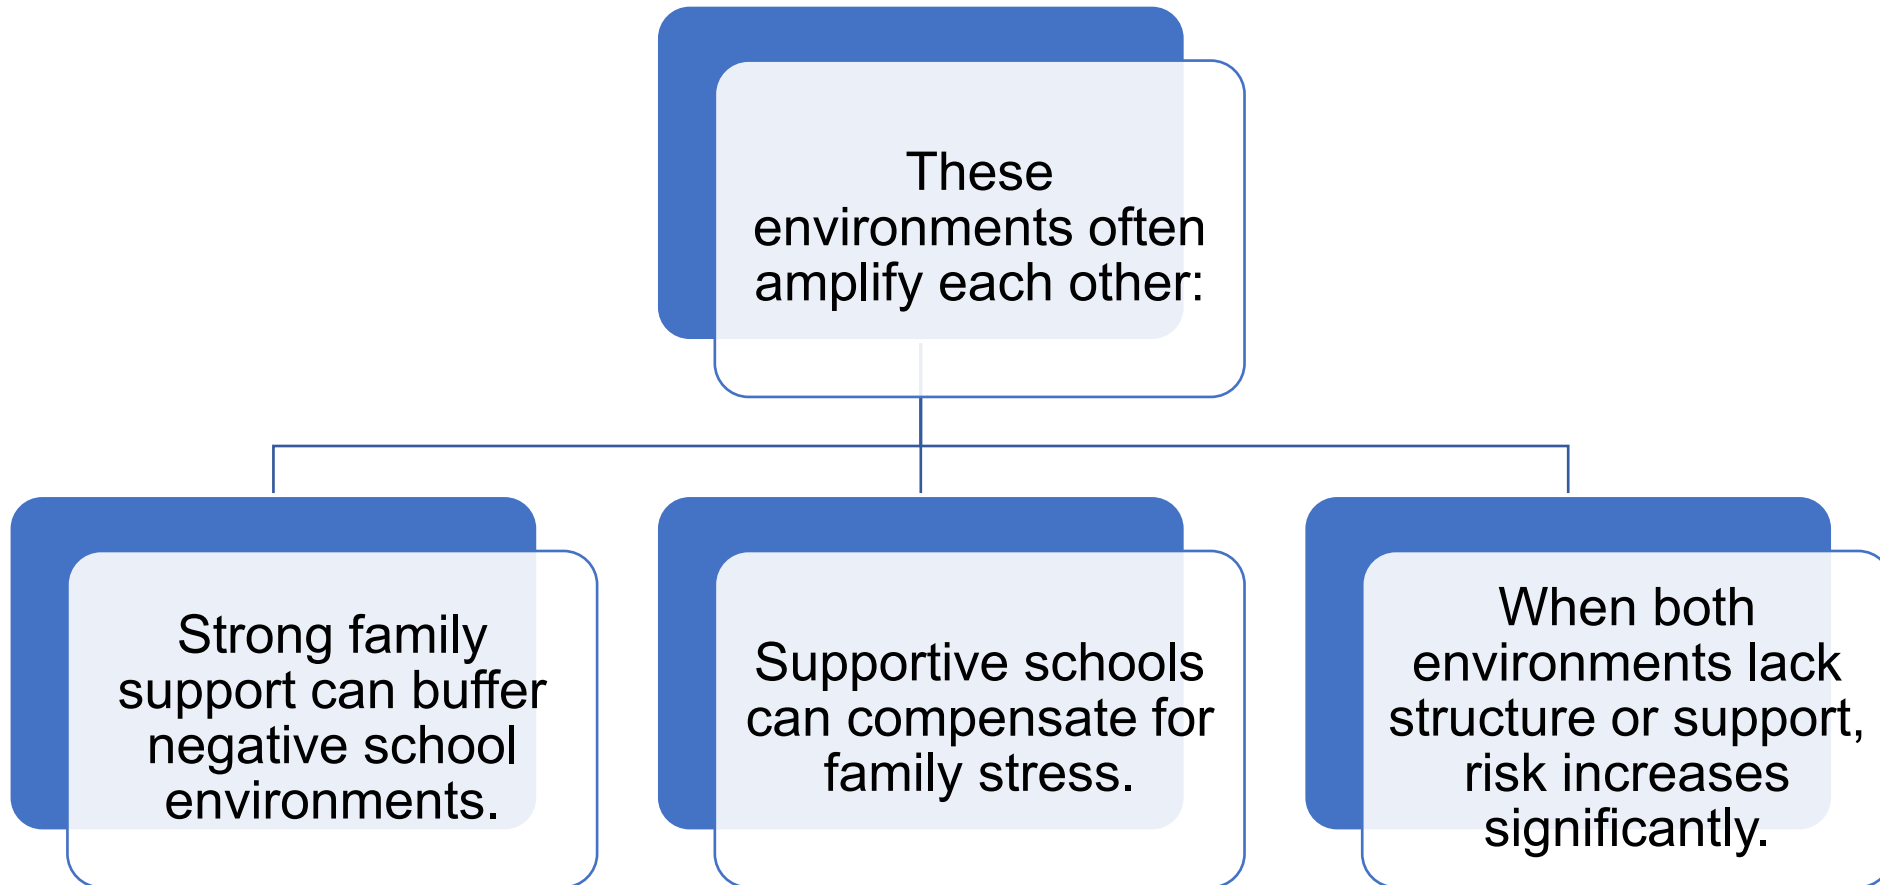 These
environments often
amplify each other:
Strong family
support can buffer
negative school
environments.
Supportive schools
can compensate for
family stress.
When both
environments lack
structure or support,
risk increases
significantly.